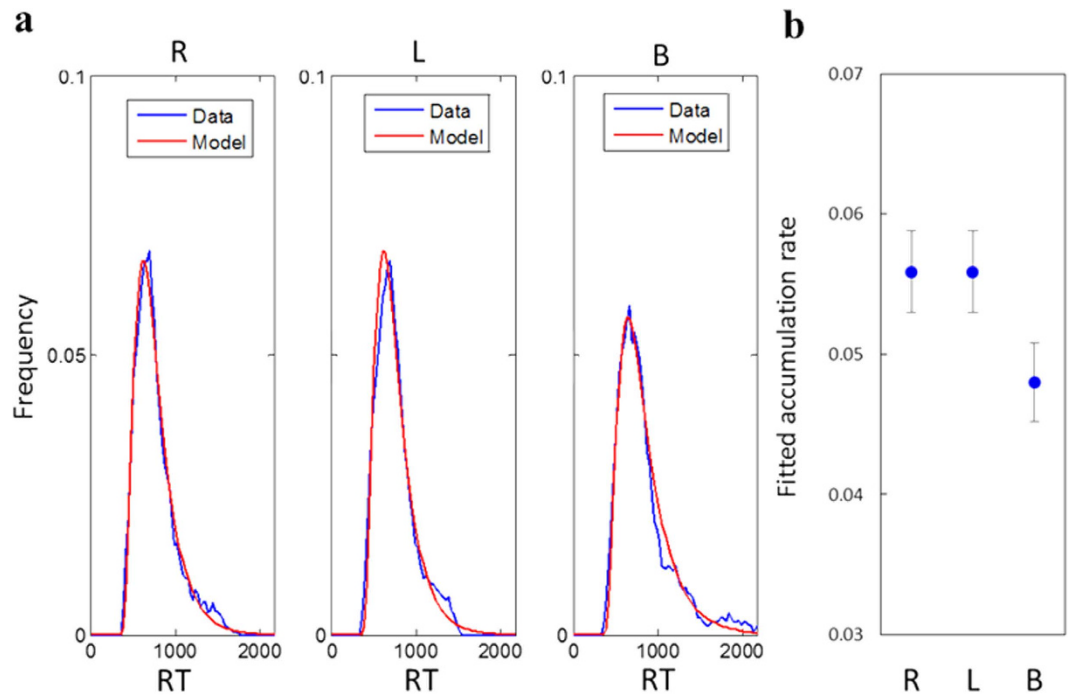 a
R
0.1
Data
Model
0.05
0
0
1000
2000
Frequency
RT
L
0.1
Data
Model
0
0
1000
2000
RT
B
0.1
Data
Model
0
0
1000
2000
RT
b
0.07
0.06
0.05
0.04
0.03
Fitted accumulation rate
R
L
B